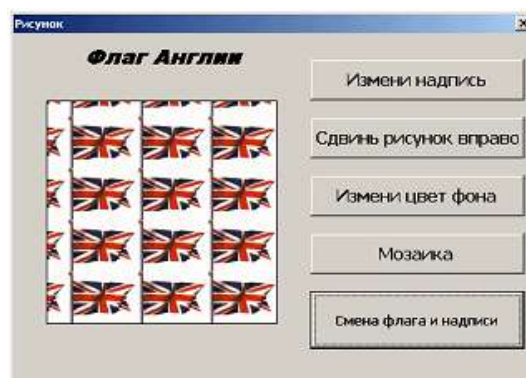 Рисунок
Флаг Англии
Измени надпись
Сдвинь рисунок вправо
Измени цвет фона
Мозаика
Смена флага и надписи